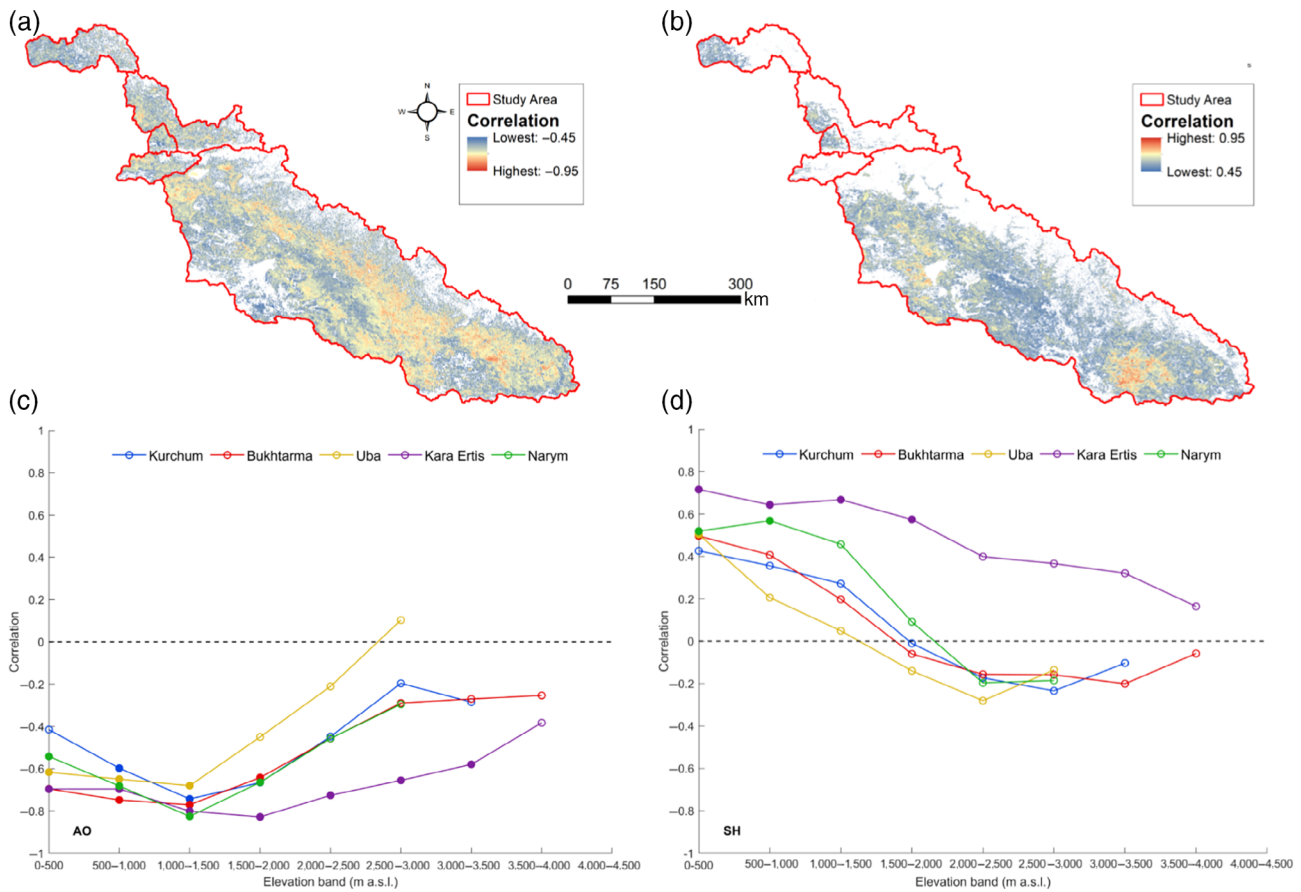 (a)
N
W E
S
Study Area
Correlation
Lowest: –0.45
Highest: –0.95
(b)
Study Area
Correlation
Highest: 0.95
Lowest: 0.45
0 75 150 300
km
(c)
Kurchum Bukhtarma Uba Kara Ertis Narym
1
0.8
0.6
0.4
0.2
0
–0.2
–0.4
–0.6
–0.8
–1
Correlation
AO
0–500 500–1.000 1.000–1.500 1.500–2.000 2.000–2.500 2.500–3.000 3.000–3.500 3.500–4.000 4.000–4.500
Elevation band (m a.s.l.)
(d)
Kurchum Bukhtarma Uba Kara Ertis Narym
1
0.8
0.6
0.4
0.2
0
–0.2
–0.4
–0.6
–0.8
–1
Correlation
SH
0–500 500–1.000 1.000–1.500 1.500–2.000 2.000–2.500 2.500–3.000 3.000–3.500 3.500–4.000 4.000–4.500
Elevation band (m a.s.l.)